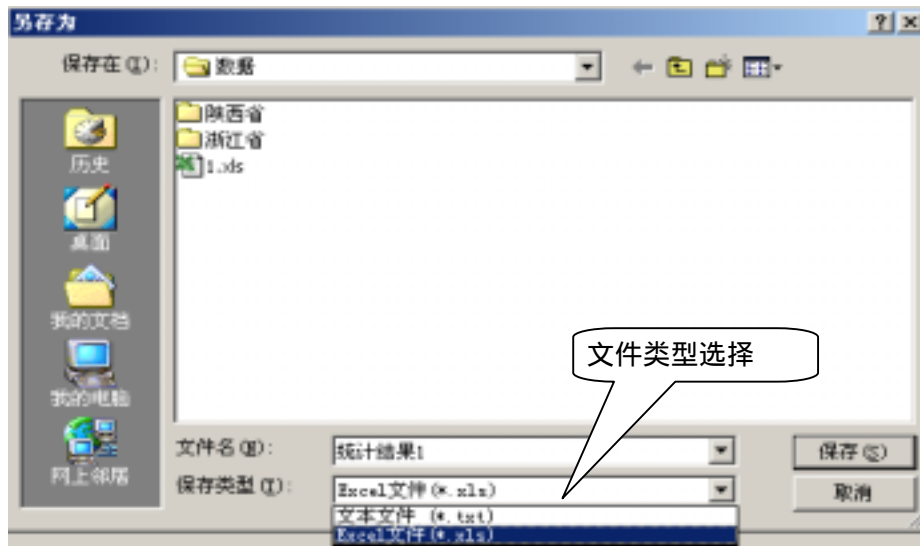 另存为
保存在(I):
数据
陕西省
浙江省
1.xls
历史
桌面
我的文档
我的电脑
网上邻居
文件类型选择
文件名(N):
统计结果1
保存(S)
保存类型(T):
Excel文件(*.xls)
取消
文本文件 (*.txt)
Excel文件(*.xls)